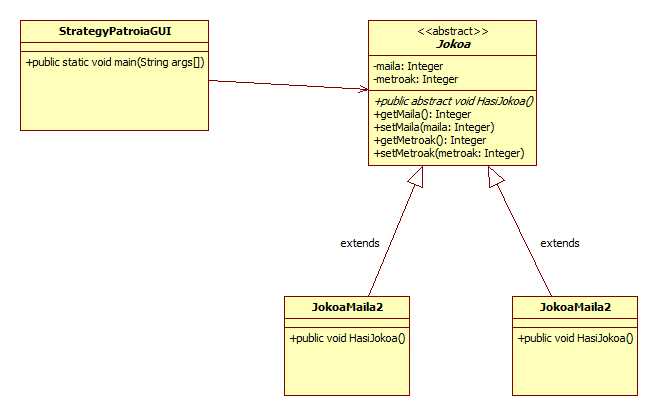 StrategyPatroiaGUI
+public static void main(String args[])
<<abstract>>
Jokoa
-maila: Integer
-metroak: Integer
+public abstract void HasiJokoa()
+getMaila(): Integer
+setMaila(maila: Integer)
+getMetroak(): Integer
+setMetroak(metroak: Integer)
extends
extends
JokoaMaila2
+public void HasiJokoa()
JokoaMaila2
+public void HasiJokoa()